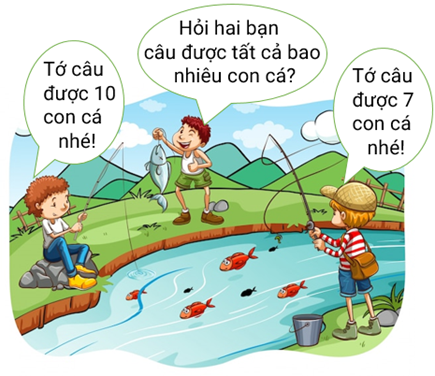 Tớ câu
được 10
con cá
nhé!
Hỏi hai bạn
câu được tất cả bao
nhiêu con cá?
Tớ câu
được 7
con cá
nhé!